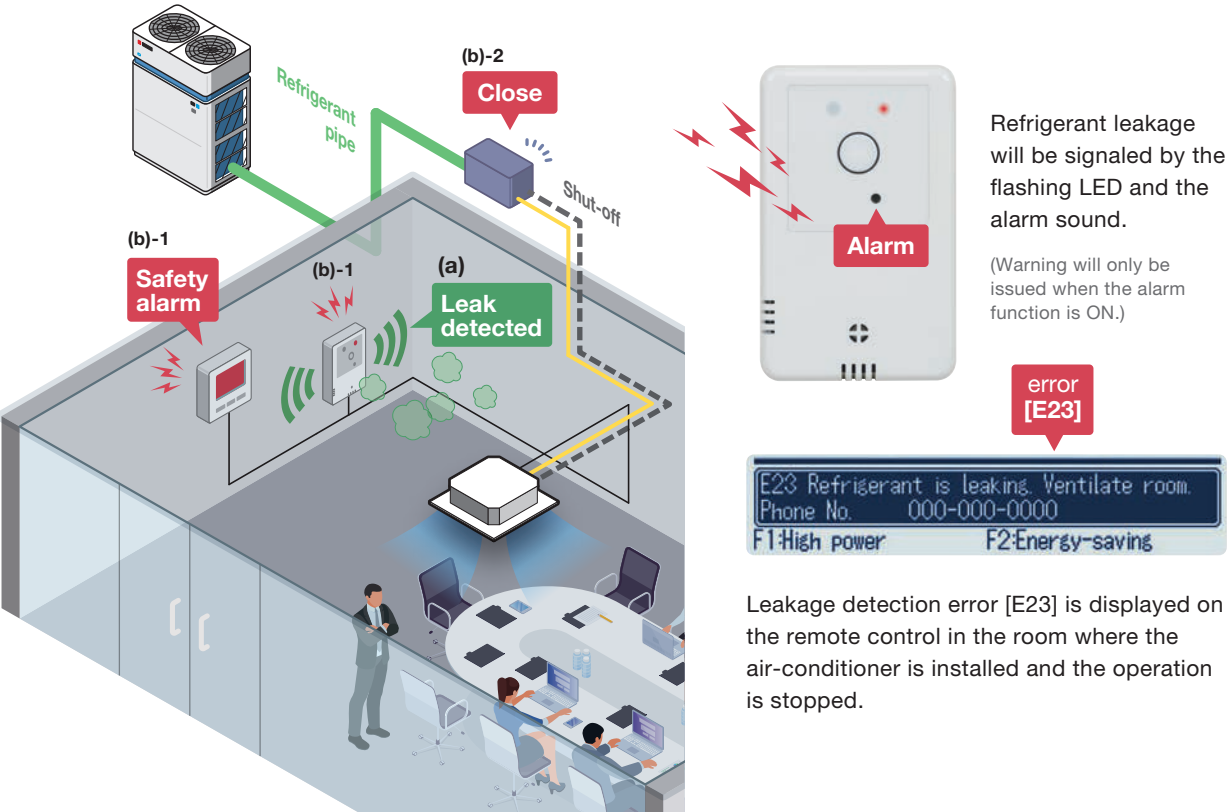 (b)-2
Close
Refrigerant
pipe
Shut-off
(b)-1
Safety
alarm
(b)-1
(a)
Leak
detected
Alarm
Refrigerant leakage
will be signaled by the
flashing LED and the
alarm sound.
(Warning will only be
issued when the alarm
function is ON.)
error
[E23]
E23 Refrigerant is leaking. Ventilate room.
Phone No. 000-000-0000
F1:High power F2:Energy-saving
Leakage detection error [E23] is displayed on
the remote control in the room where the
air-conditioner is installed and the operation
is stopped.